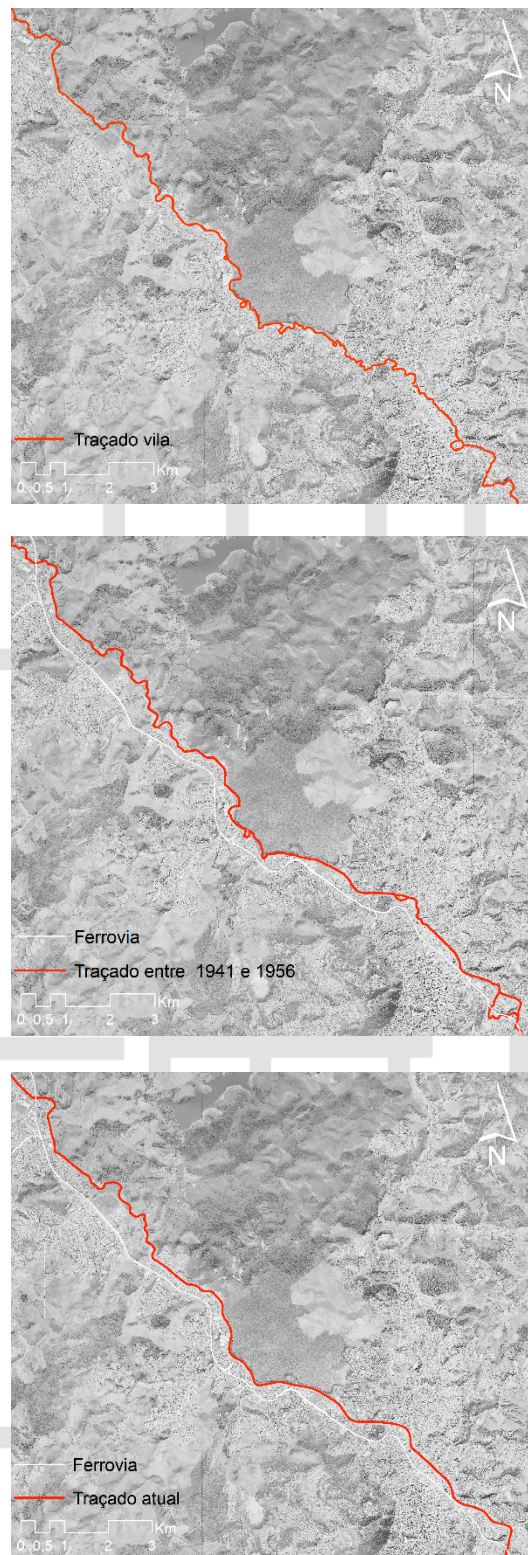 N
Traçado vila
0 0,5 1 2 3 Km
N
Ferrovia
Traçado entre 1941 e 1956
0 0,5 1 2 3 Km
N
Ferrovia
Traçado atual
0 0,5 1 2 3 Km